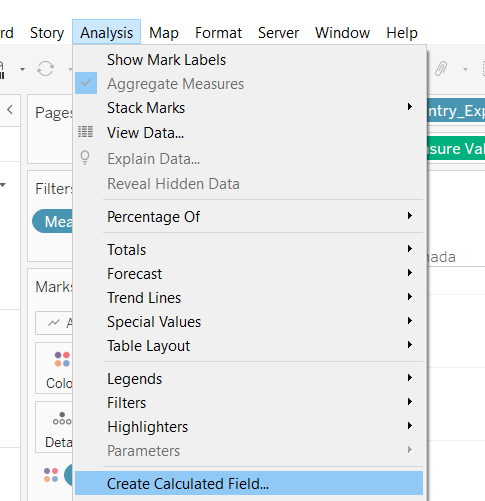 rd Story Analysis Map Format Server Window Help
Show Mark Labels
Aggregate Measures
Stack Marks
View Data...
Explain Data...
Reveal Hidden Data
Percentage Of
Totals
Forecast
Trend Lines
Special Values
Table Layout
Legends
Filters
Highlighters
Parameters
Create Calculated Field...
Pages
Filters
Mea
Marks
A
Colo
Detai
ntry_Exp
sure Val
nada